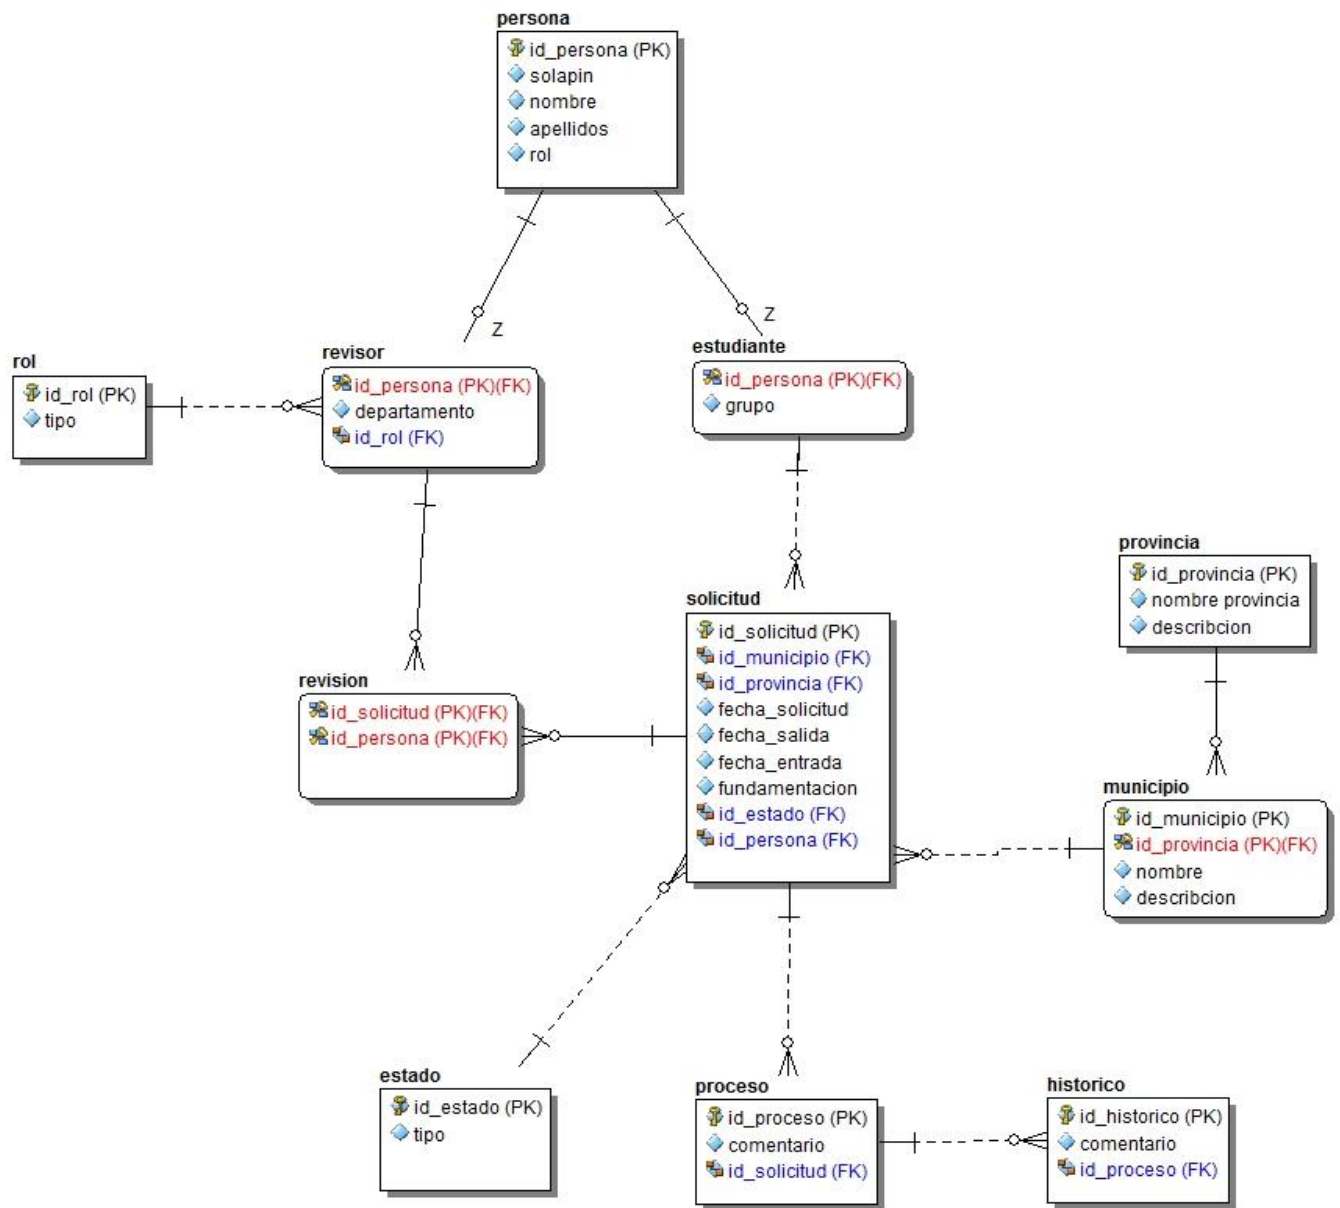 persona
id_persona (PK)
solapin
nombre
apellidos
rol
Z
Z
rol
id_rol (PK)
tipo
revisor
id_persona (PK)(FK)
departamento
id_rol (FK)
estudiante
id_persona (PK)(FK)
grupo
provincia
id_provincia (PK)
nombre provincia
describcion
solicitud
id_solicitud (PK)
id_municipio (FK)
id_provincia (FK)
fecha_solicitud
fecha_salida
fecha_entrada
fundamentacion
id_estado (FK)
id_persona (FK)
revision
id_solicitud (PK)(FK)
id_persona (PK)(FK)
municipio
id_municipio (PK)
id_provincia (PK)(FK)
nombre
describcion
estado
id_estado (PK)
tipo
proceso
id_proceso (PK)
comentario
id_solicitud (FK)
historico
id_historico (PK)
comentario
id_proceso (FK)